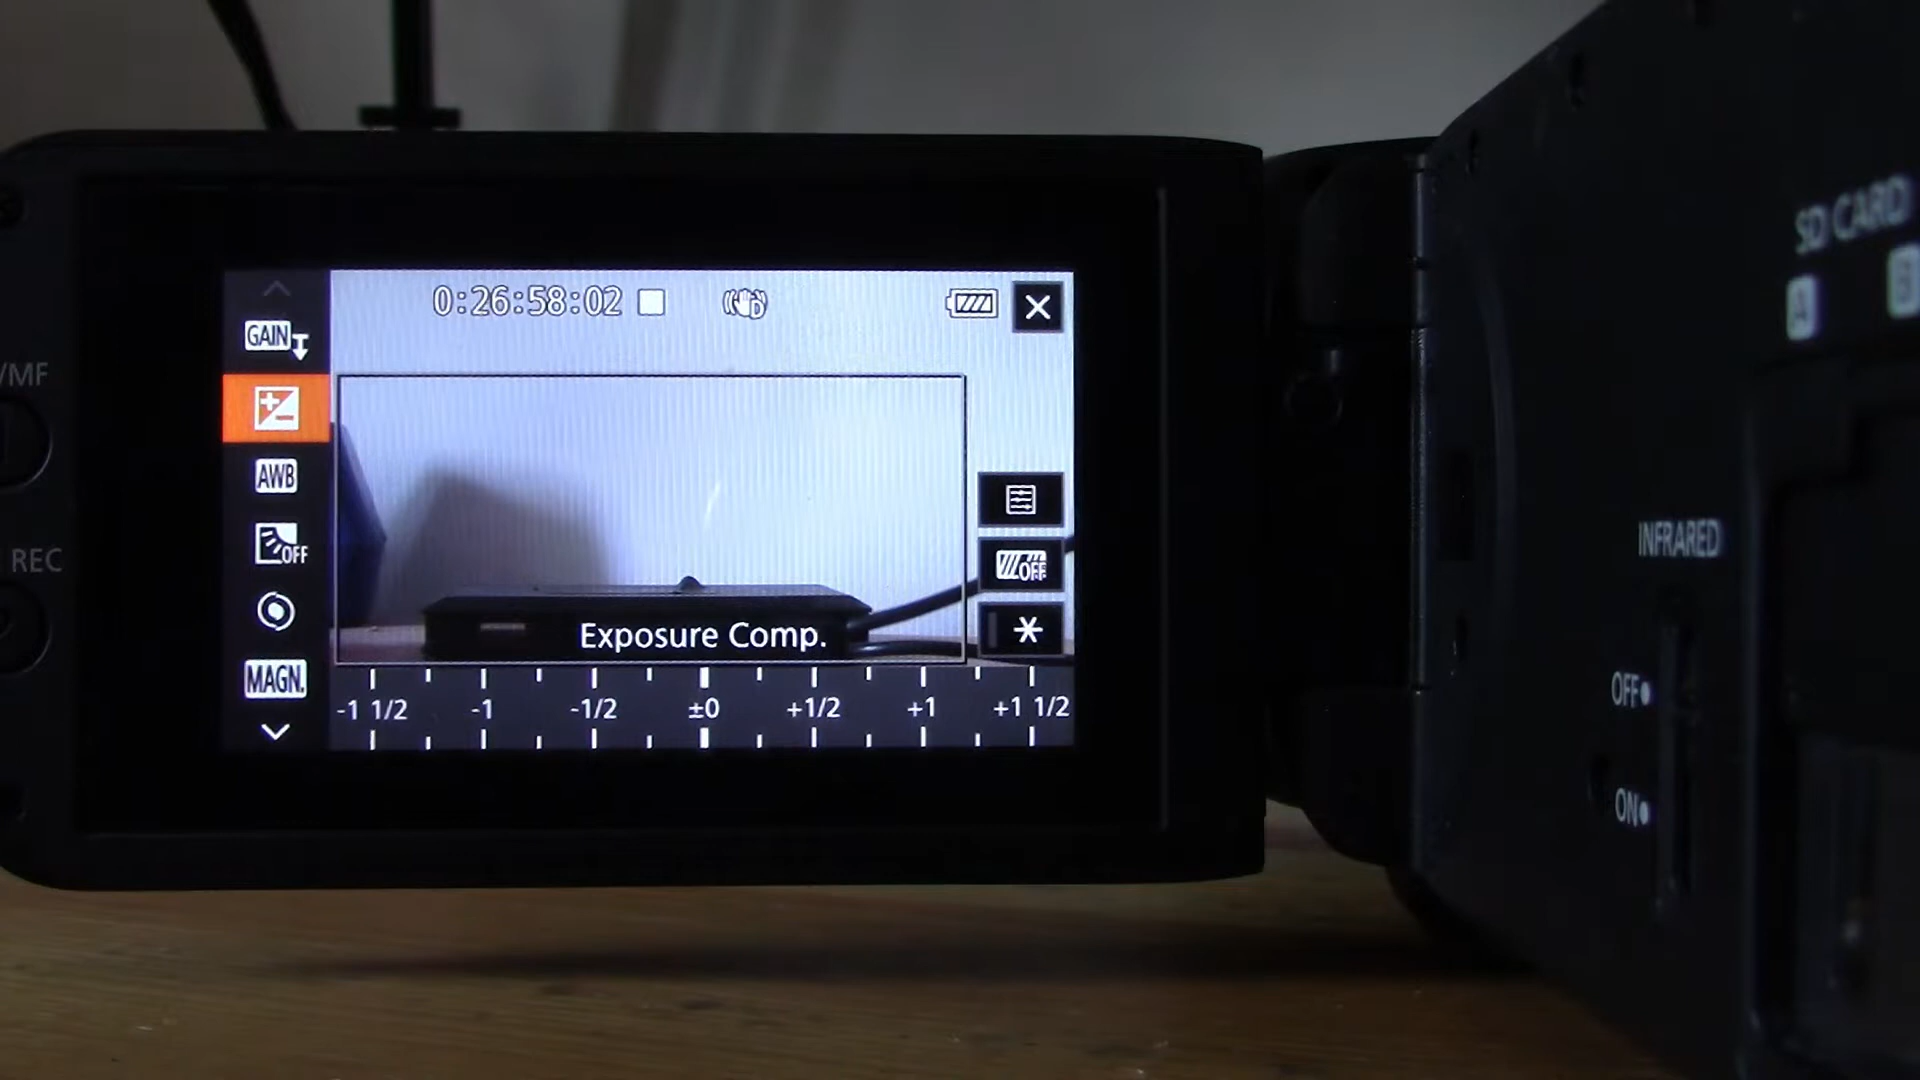 0:26:58:02
GAIN
AWB
OFF
MAGN.
OFF
Exposure Comp.
-1 1/2 -1 -1/2 ±0 +1/2 +1 +1 1/2
/MF
REC
SD CARD
A B
INFRARED
OFF
ON